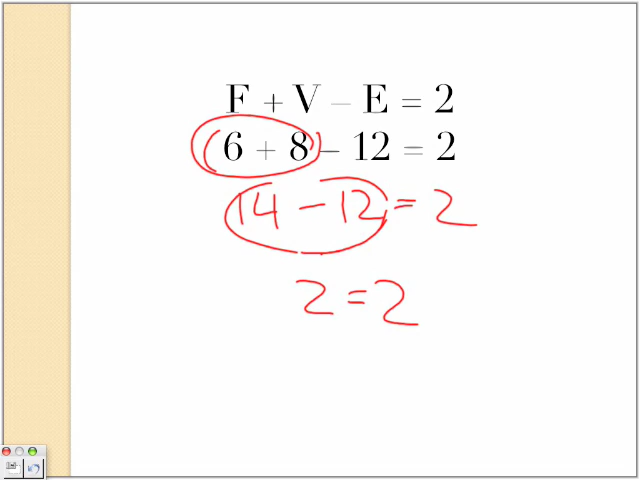 F + V – E = 2
(6 + 8) – 12 = 2
14 – 12 = 2
2 = 2